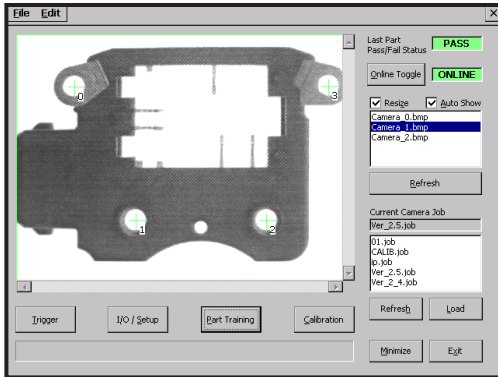 File Edit X
Last Part
Pass/Fail Status PASS
Online Toggle ONLINE
Resize Auto Show
Camera_0.bmp
Camera_1.bmp
Camera_2.bmp
Refresh
Current Camera Job
Ver_2.5.job
01.job
CALIB.job
ip.job
Ver_2.5.job
Ver_2_4.job
Refresh Load
Minimize Exit
0
3
1
2
Trigger I/O / Setup Part Training Calibration